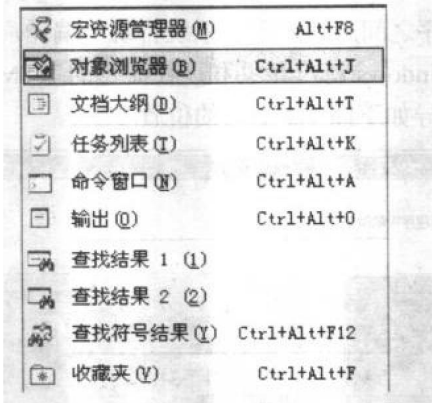 宏资源管理器(M) Alt+F8
对象浏览器(B) Ctrl+Alt+J
文档大纲(D) Ctrl+Alt+T
任务列表(T) Ctrl+Alt+K
命令窗口(N) Ctrl+Alt+A
输出(O) Ctrl+Alt+O
查找结果 1 (1)
查找结果 2 (2)
查找符号结果(Y) Ctrl+Alt+F12
收藏夹(V) Ctrl+Alt+F